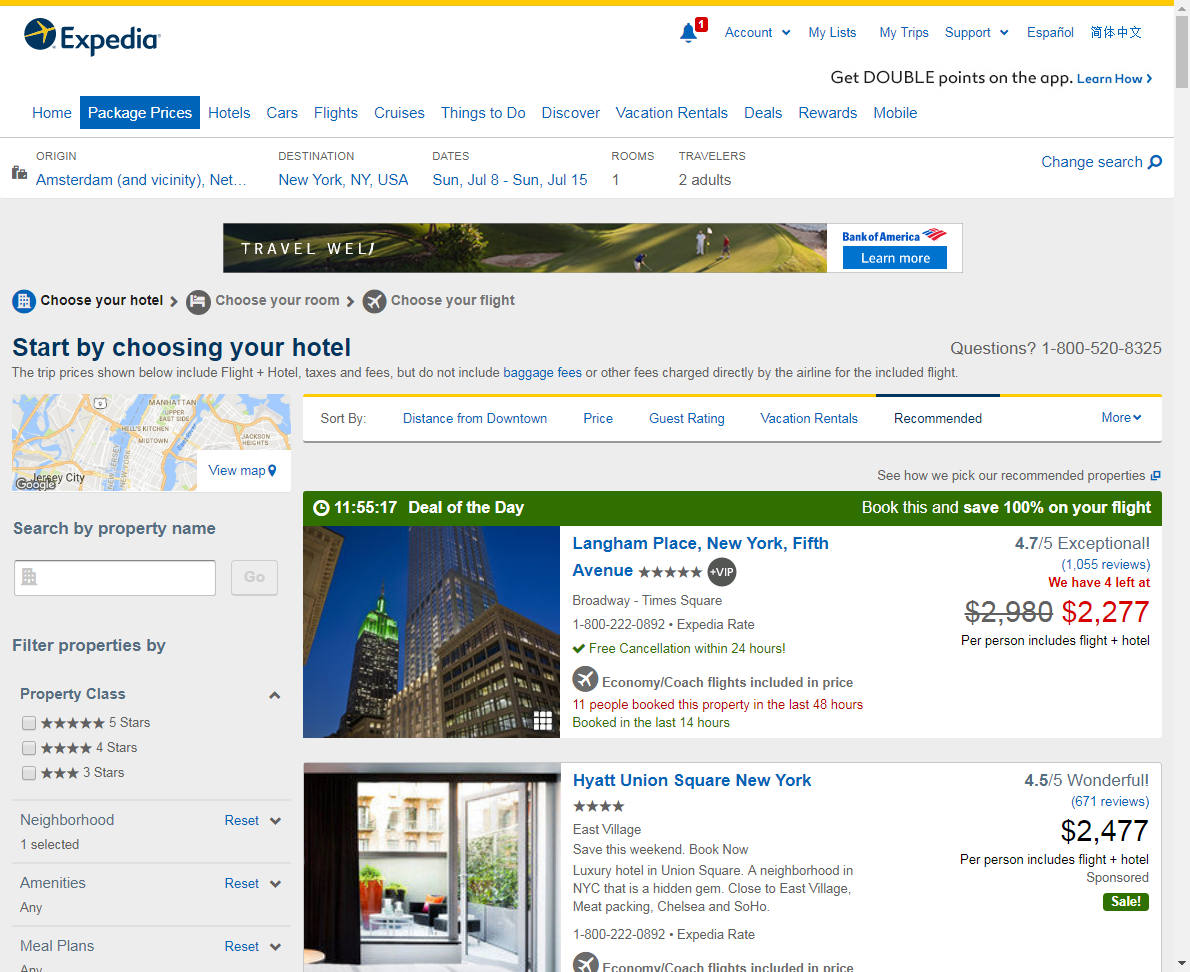 Expedia
1
Account
My Lists
My Trips
Support
Español
简体中文
Get DOUBLE points on the app. Learn How
Home
Package Prices
Hotels
Cars
Flights
Cruises
Things to Do
Discover
Vacation Rentals
Deals
Rewards
Mobile
ORIGIN
Amsterdam (and vicinity), Net...
DESTINATION
New York, NY, USA
DATES
Sun, Jul 8 - Sun, Jul 15
ROOMS
1
TRAVELERS
2 adults
Change search
TRAVEL WEL
Bank of America
Learn more
Choose your hotel
Choose your room
Choose your flight
Start by choosing your hotel
Questions? 1-800-520-8325
The trip prices shown below include Flight + Hotel, taxes and fees, but do not include baggage fees or other fees charged directly by the airline for the included flight.
9
MANHATTAN
UPPER
EAST SIDE
HELL'S KITCHEN
MIDTOWN
JACKSON
HEIGHTS
NEW JERSEY
NEW YORK
East River
Jersey City
Google
View map
Sort By:
Distance from Downtown
Price
Guest Rating
Vacation Rentals
Recommended
More
See how we pick our recommended properties
Search by property name
Go
Filter properties by
Property Class
★★★★★ 5 Stars
★★★★ 4 Stars
★★★ 3 Stars
Neighborhood
Reset
1 selected
Amenities
Reset
Any
Meal Plans
Reset
Any
11:55:17 Deal of the Day
Book this and save 100% on your flight
Langham Place, New York, Fifth
Avenue ★★★★★ +VIP
Broadway - Times Square
1-800-222-0892 • Expedia Rate
Free Cancellation within 24 hours!
Economy/Coach flights included in price
11 people booked this property in the last 48 hours
Booked in the last 14 hours
4.7/5 Exceptional!
(1,055 reviews)
We have 4 left at
$2,980 $2,277
Per person includes flight + hotel
Hyatt Union Square New York
★★★★
East Village
Save this weekend. Book Now
Luxury hotel in Union Square. A neighborhood in
NYC that is a hidden gem. Close to East Village,
Meat packing, Chelsea and SoHo.
1-800-222-0892 • Expedia Rate
Economy/Coach flights included in price
4.5/5 Wonderful!
(671 reviews)
$2,477
Per person includes flight + hotel
Sponsored
Sale!